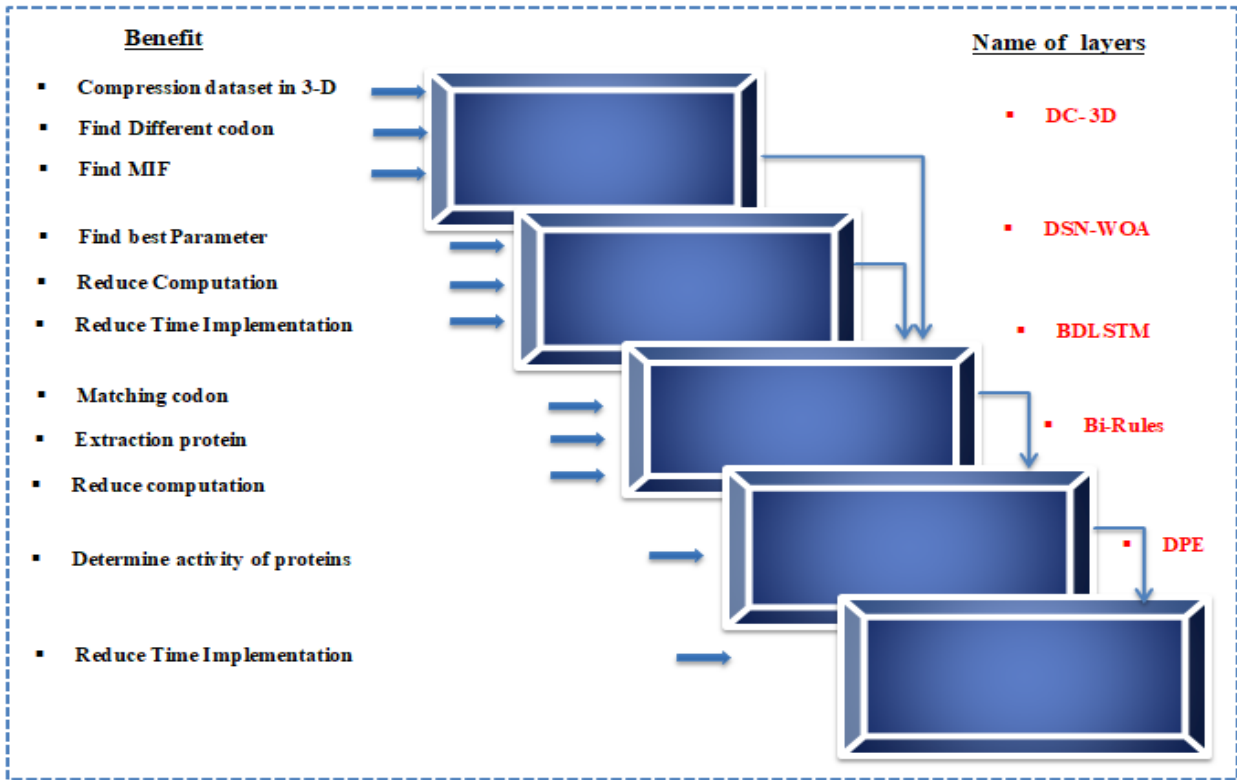 Benefit
Compression dataset in 3-D
Find Different codon
Find MIF
Find best Parameter
Reduce Computation
Reduce Time Implementation
Matching codon
Extraction protein
Reduce computation
Determine activity of proteins
Reduce Time Implementation
Name of layers
DC-3D
DSN-WOA
BDLSTM
Bi-Rules
DPE